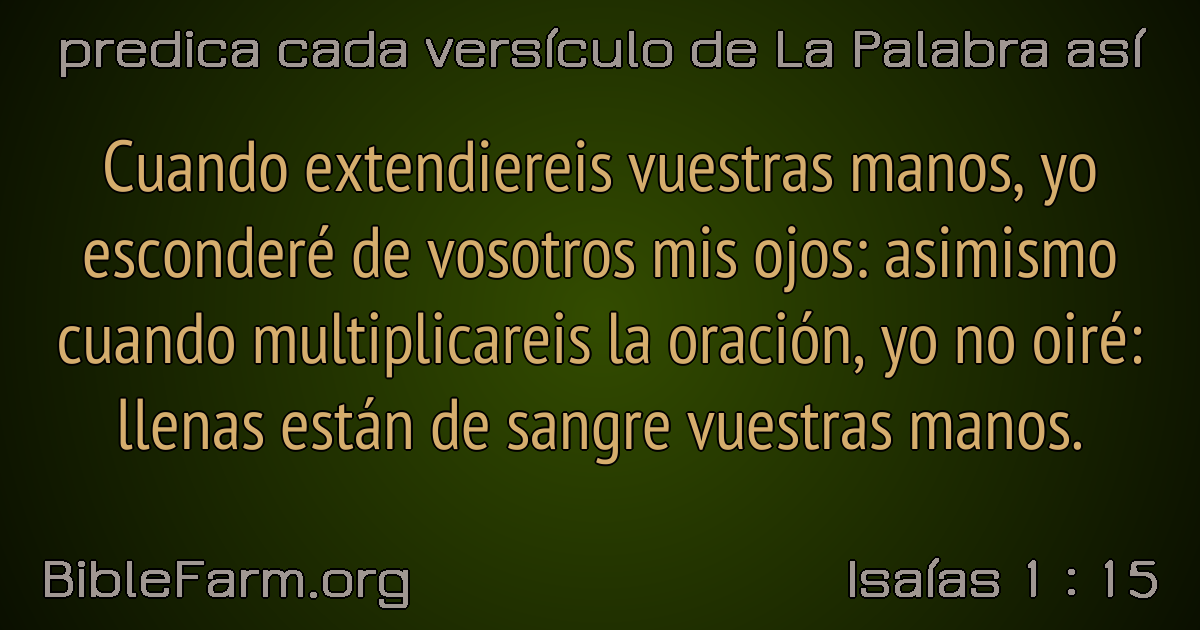 predica cada versículo de La Palabra así
Cuando extendiereis vuestras manos, yo
esconderé de vosotros mis ojos: asimismo
cuando multiplicareis la oración, yo no oiré:
llenas están de sangre vuestras manos.
BibleFarm.org
Isaías 1 : 15